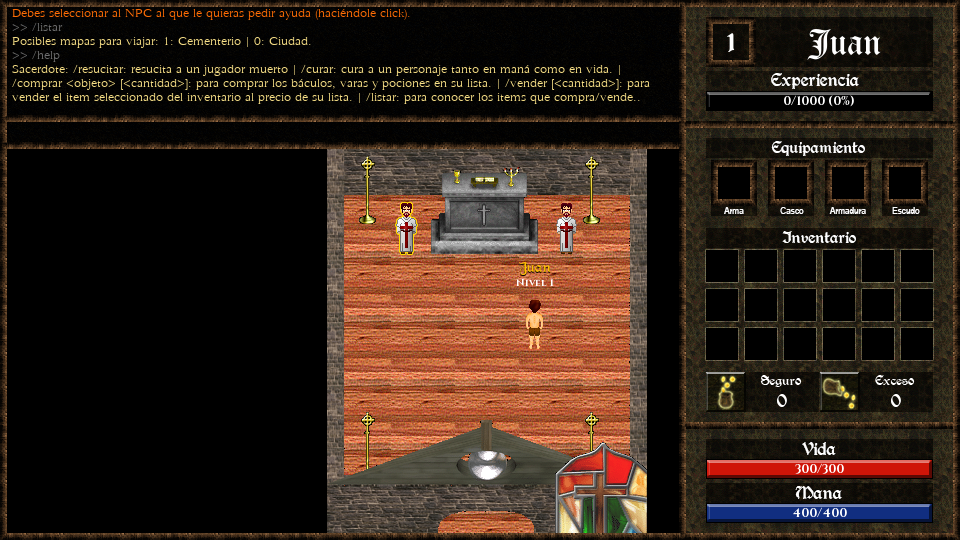 Debes seleccionar al NPC al que le quieras pedir ayuda (haciéndole click).
>> /listar
Posibles mapas para viajar: 1: Cementerio | 0: Ciudad.
>> /help
Sacerdote: /resucitar: resucita a un jugador muerto | /curar: cura a un personaje tanto en maná como en vida. |
/comprar <objeto> [<cantidad>]: para comprar los báculos, varas y pociones en su lista. | /vender [<cantidad>]: para
vender el item seleccionado del inventario al precio de su lista. | /listar: para conocer los items que compra/vende..
1
Juan
Experiencia
0/1000 (0%)
Equipamiento
Arma
Casco
Armadura
Escudo
Inventario
Juan
Nivel 1
Seguro
0
Exceso
0
Vida
300/300
Mana
400/400